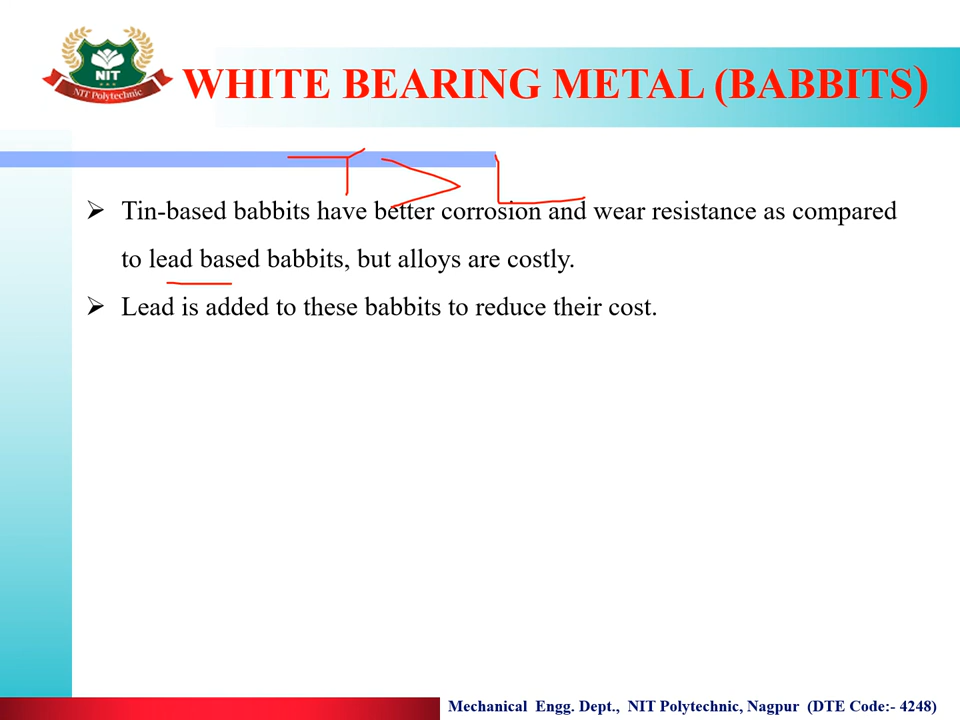 NIT
NIT Polytechnic
WHITE BEARING METAL (BABBITS)
T > L
➢ Tin-based babbits have better corrosion and wear resistance as compared
to lead based babbits, but alloys are costly.
➢ Lead is added to these babbits to reduce their cost.
Mechanical Engg. Dept., NIT Polytechnic, Nagpur (DTE Code:- 4248)